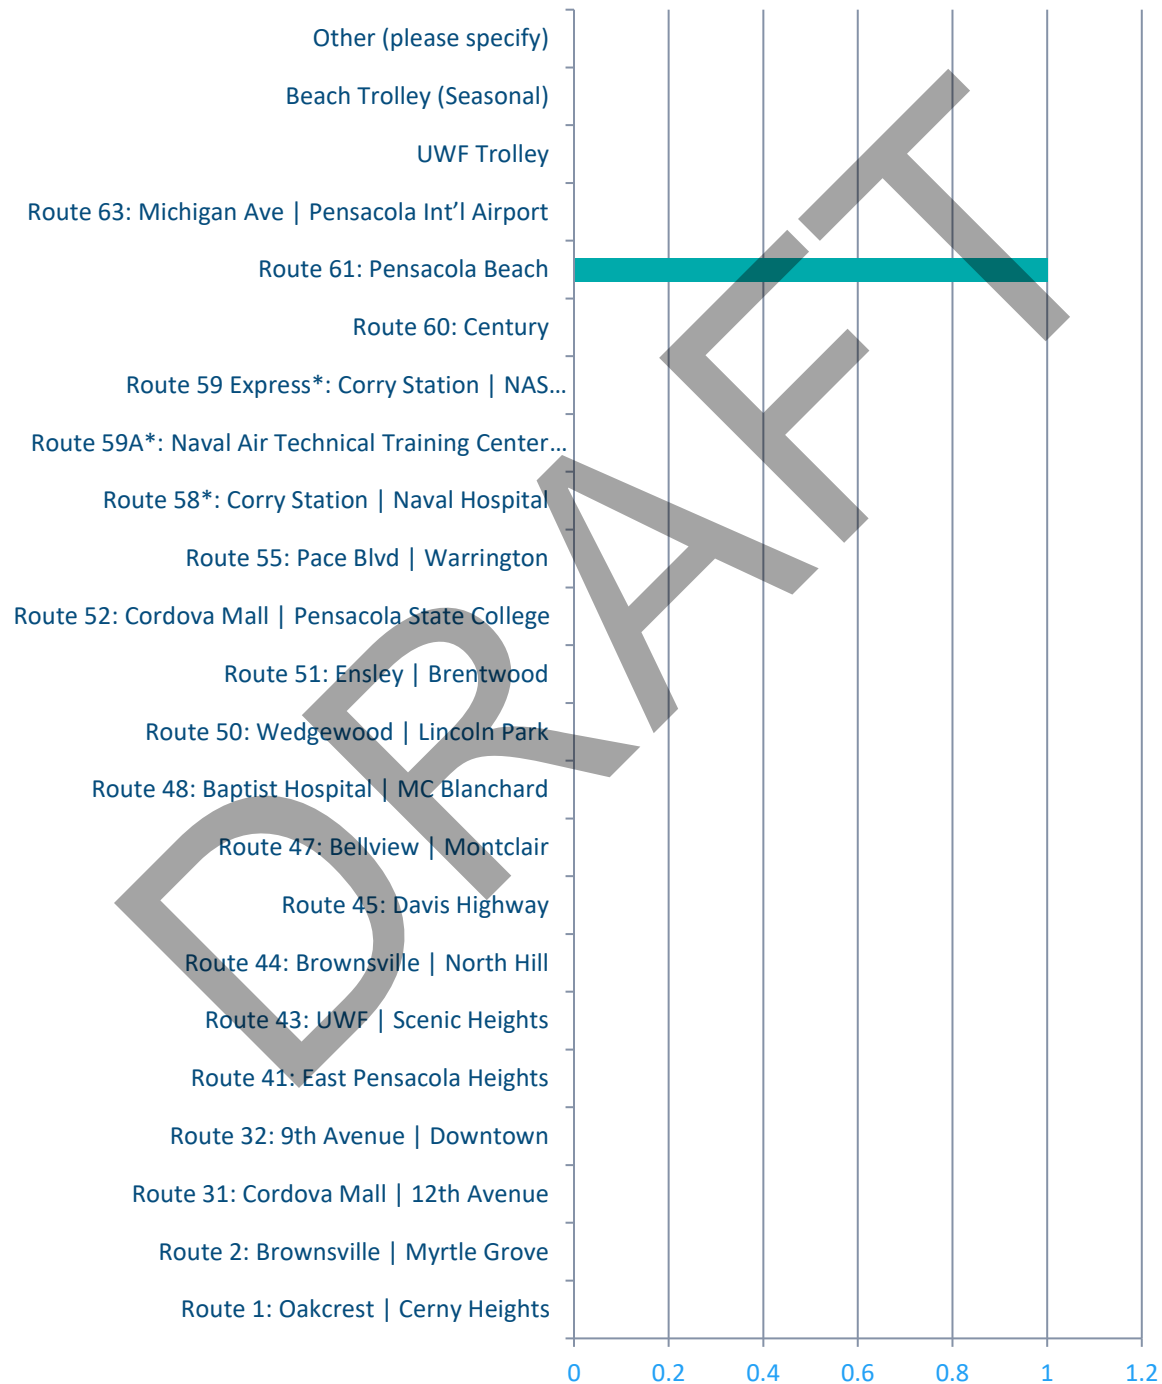 Other (please specify)
Beach Trolley (Seasonal)
UWF Trolley
Route 63: Michigan Ave | Pensacola Int’l Airport
Route 61: Pensacola Beach
Route 60: Century
Route 59 Express*: Corry Station | NAS…
Route 59A*: Naval Air Technical Training Center…
Route 58*: Corry Station | Naval Hospital
Route 55: Pace Blvd | Warrington
Route 52: Cordova Mall | Pensacola State College
Route 51: Ensley | Brentwood
Route 50: Wedgewood | Lincoln Park
Route 48: Baptist Hospital | MC Blanchard
Route 47: Bellview | Montclair
Route 45: Davis Highway
Route 44: Brownsville | North Hill
Route 43: UWF | Scenic Heights
Route 41: East Pensacola Heights
Route 32: 9th Avenue | Downtown
Route 31: Cordova Mall | 12th Avenue
Route 2: Brownsville | Myrtle Grove
Route 1: Oakcrest | Cerny Heights
0 0.2 0.4 0.6 0.8 1 1.2
DRAFT